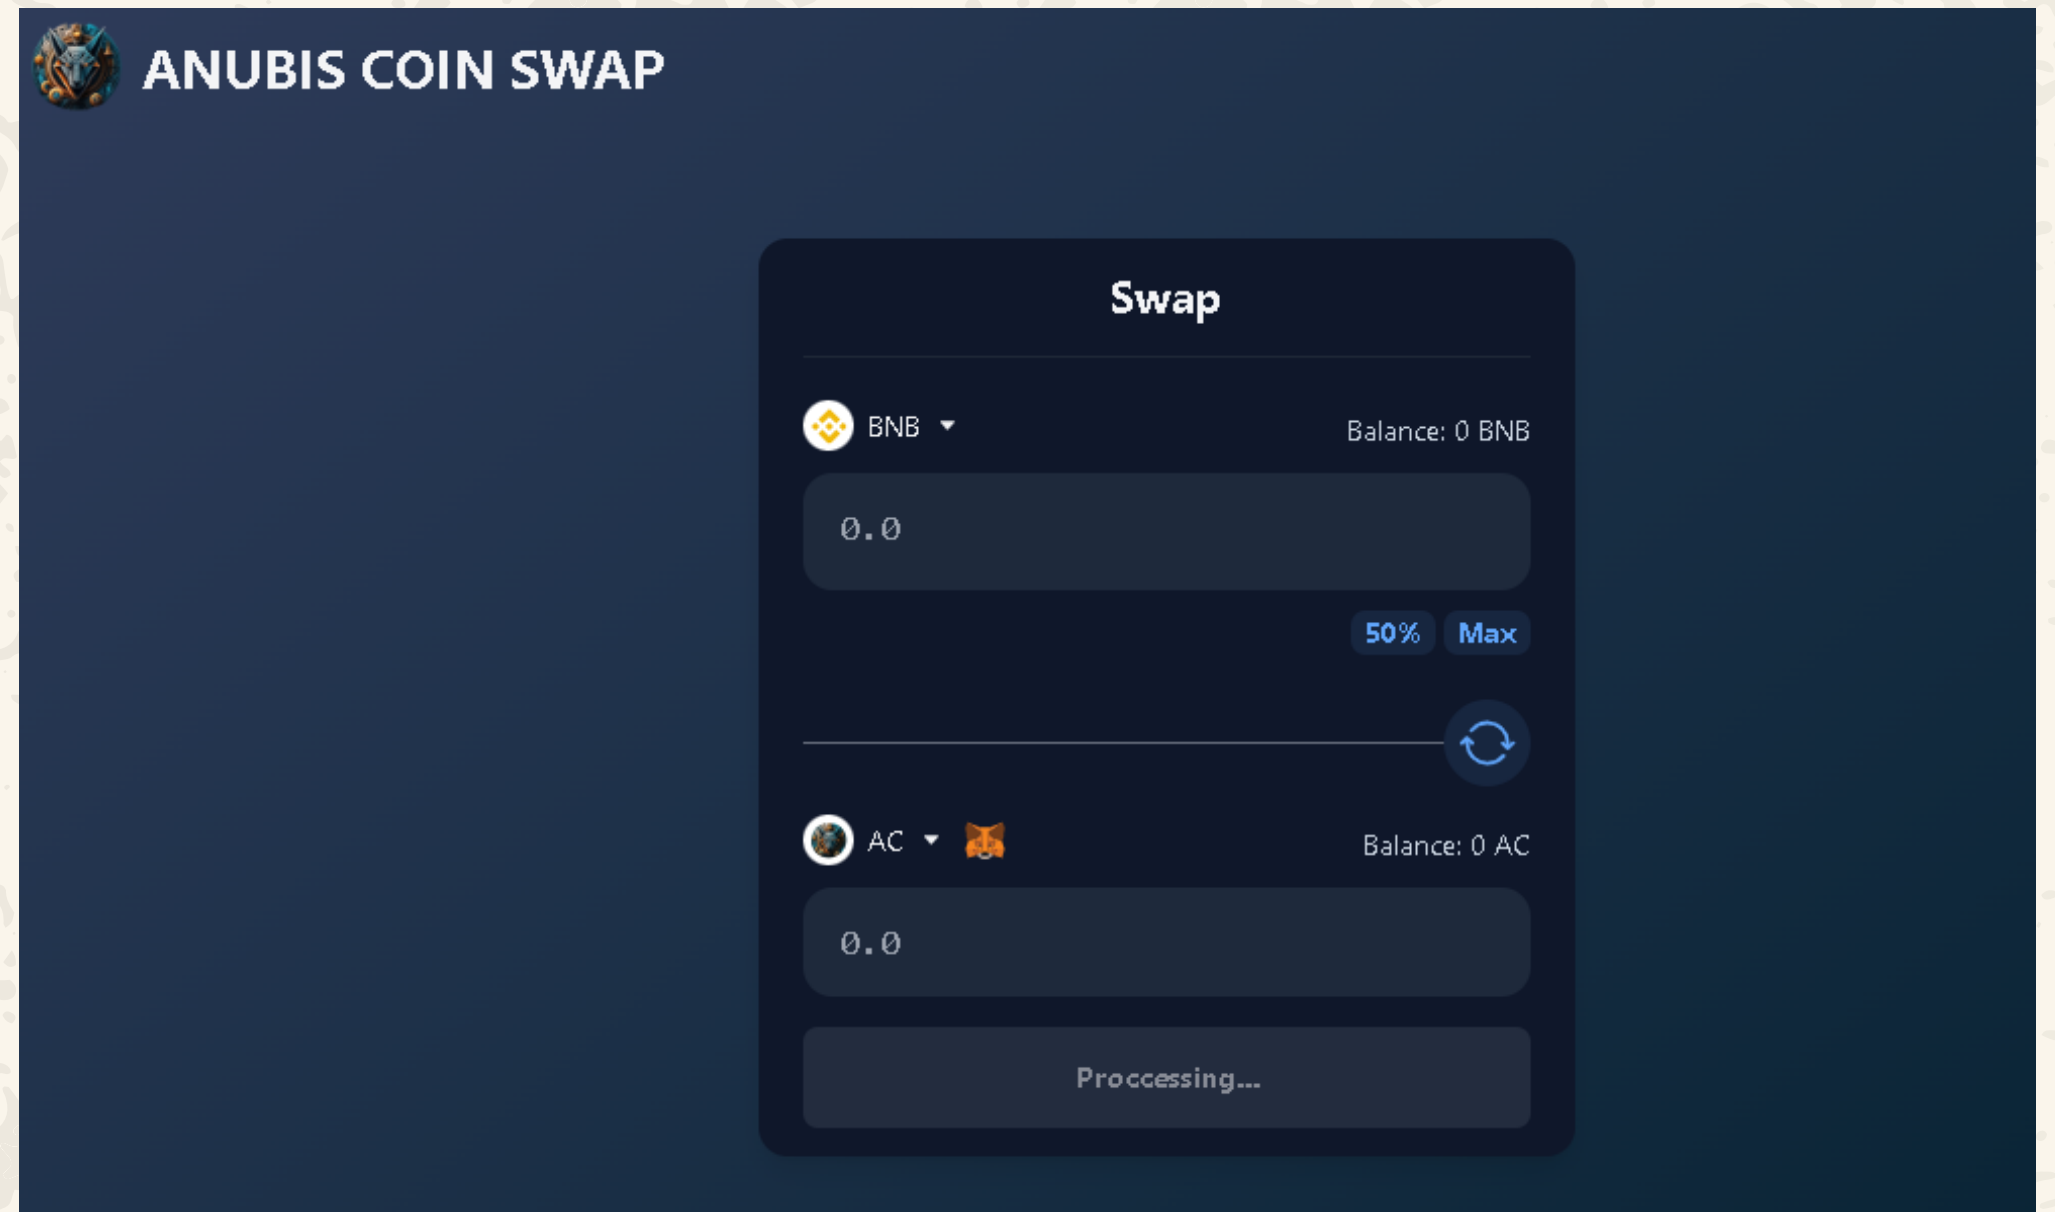 ANUBIS COIN SWAP
Swap
BNB
Balance: 0 BNB
0.0
50%
Max
AC
Balance: 0 AC
0.0
Proccessing...